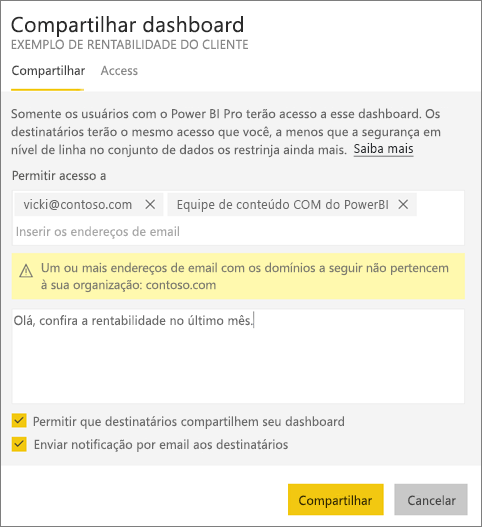 Compartilhar dashboard
EXEMPLO DE RENTABILIDADE DO CLIENTE
Compartilhar Access
Somente os usuários com o Power BI Pro terão acesso a esse dashboard. Os
destinatários terão o mesmo acesso que você, a menos que a segurança em
nível de linha no conjunto de dados os restrinja ainda mais. Saiba mais
Permitir acesso a
vicki@contoso.com Equipe de conteúdo COM do PowerBI
Inserir os endereços de email
Um ou mais endereços de email com os domínios a seguir não pertencem
à sua organização: contoso.com
Olá, confira a rentabilidade no último mês.
Permitir que destinatários compartilhem seu dashboard
Enviar notificação por email aos destinatários
Compartilhar Cancelar